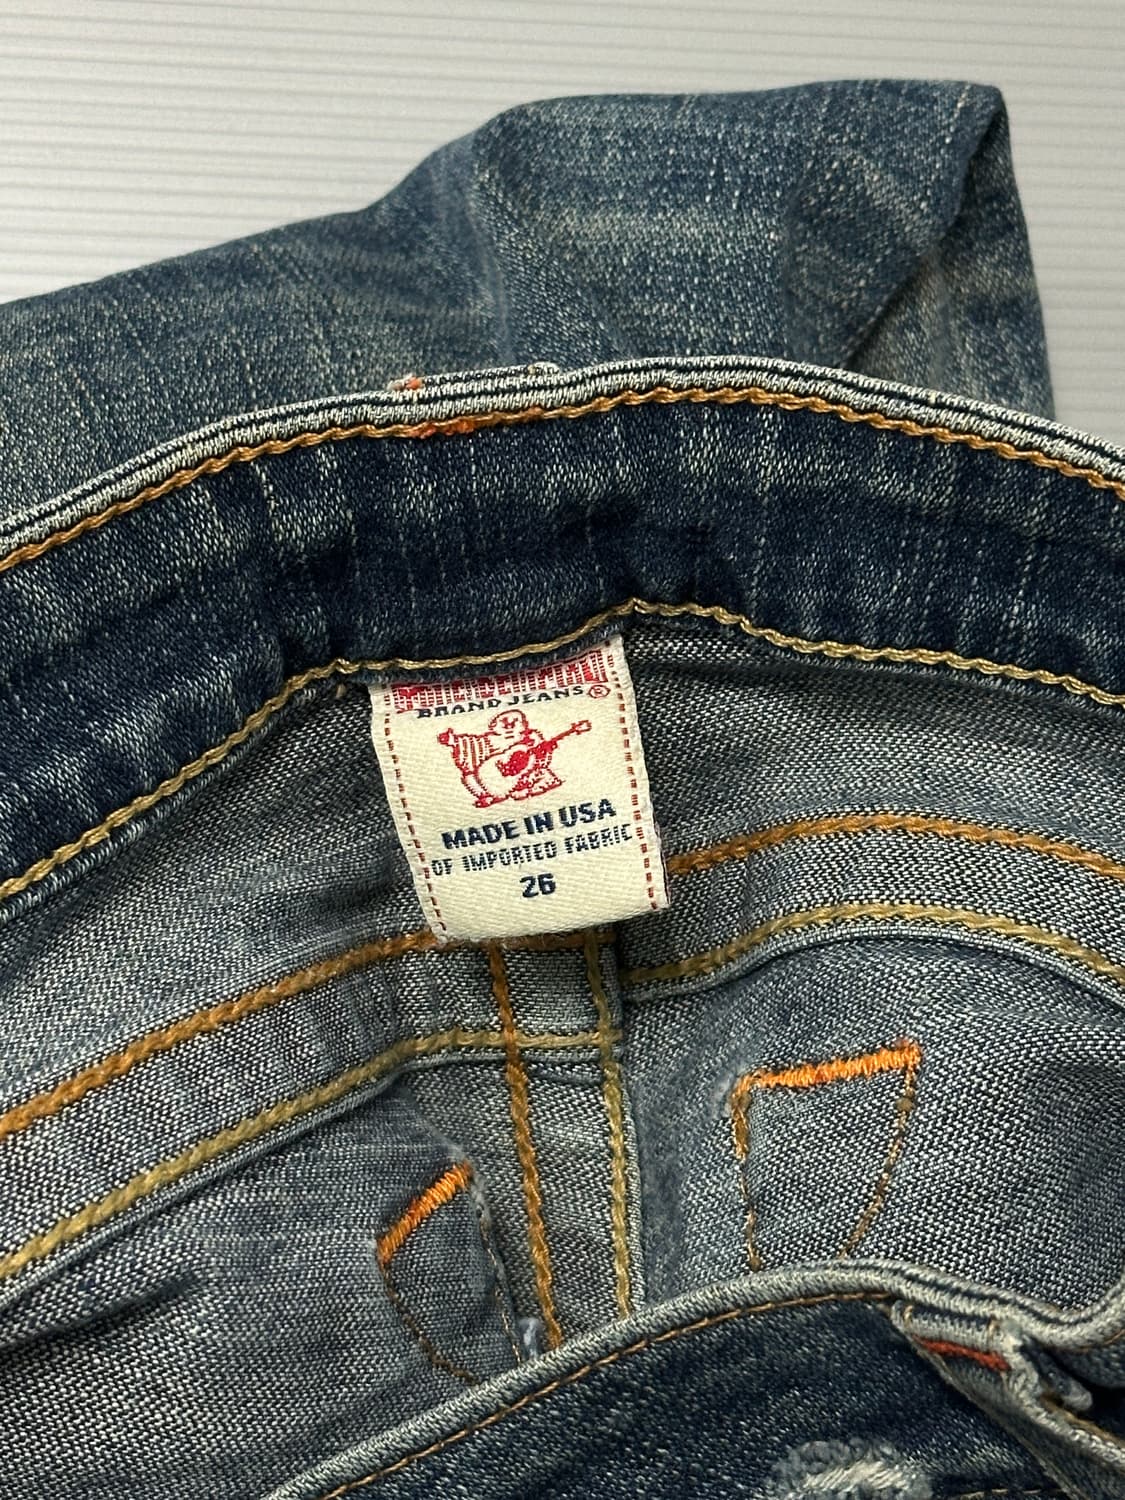 BRAND JEANS®
MADE IN USA
OF IMPORTED FABRIC
26